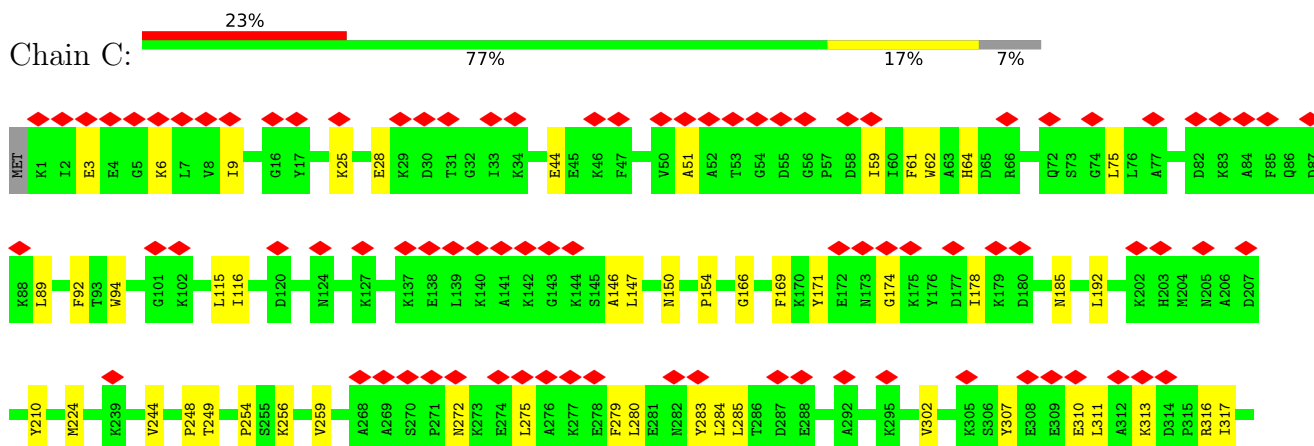 23%
Chain C:
77% 17% 7%
MET K1 I2 E3 E4 G5 K6 L7 V8 I9 G16 Y17 K25 E28 K29 D30 T31 G32 I33 K34 E44 E45 K46 F47 V50 A51 A52 T53 G54 D55 G56 P57 D58 I59 I60 F61 W62 A63 H64 D65 R66 Q72 S73 G74 L75 L76 A77 D82 K83 A84 F85 Q86 D87
K88 L89 F92 T93 W94 G101 K102 L115 I116 D120 N124 K127 K137 E138 L139 K140 A141 K142 G143 K144 S145 A146 L147 N150 P154 G166 F169 K170 Y171 E172 N173 G174 K175 Y176 D177 I178 K179 D180 N185 L192 K202 H203 M204 N205 A206 D207
Y210 M224 K239 V244 P248 T249 P254 S255 K256 V259 A268 A269 S270 P271 N272 K273 E274 L275 A276 K277 E278 F279 L280 E281 N282 Y283 L284 L285 T286 D287 E288 A292 K295 V302 K305 S306 Y307 E308 E309 E310 L311 A312 K313 D314 P315 R316 I317